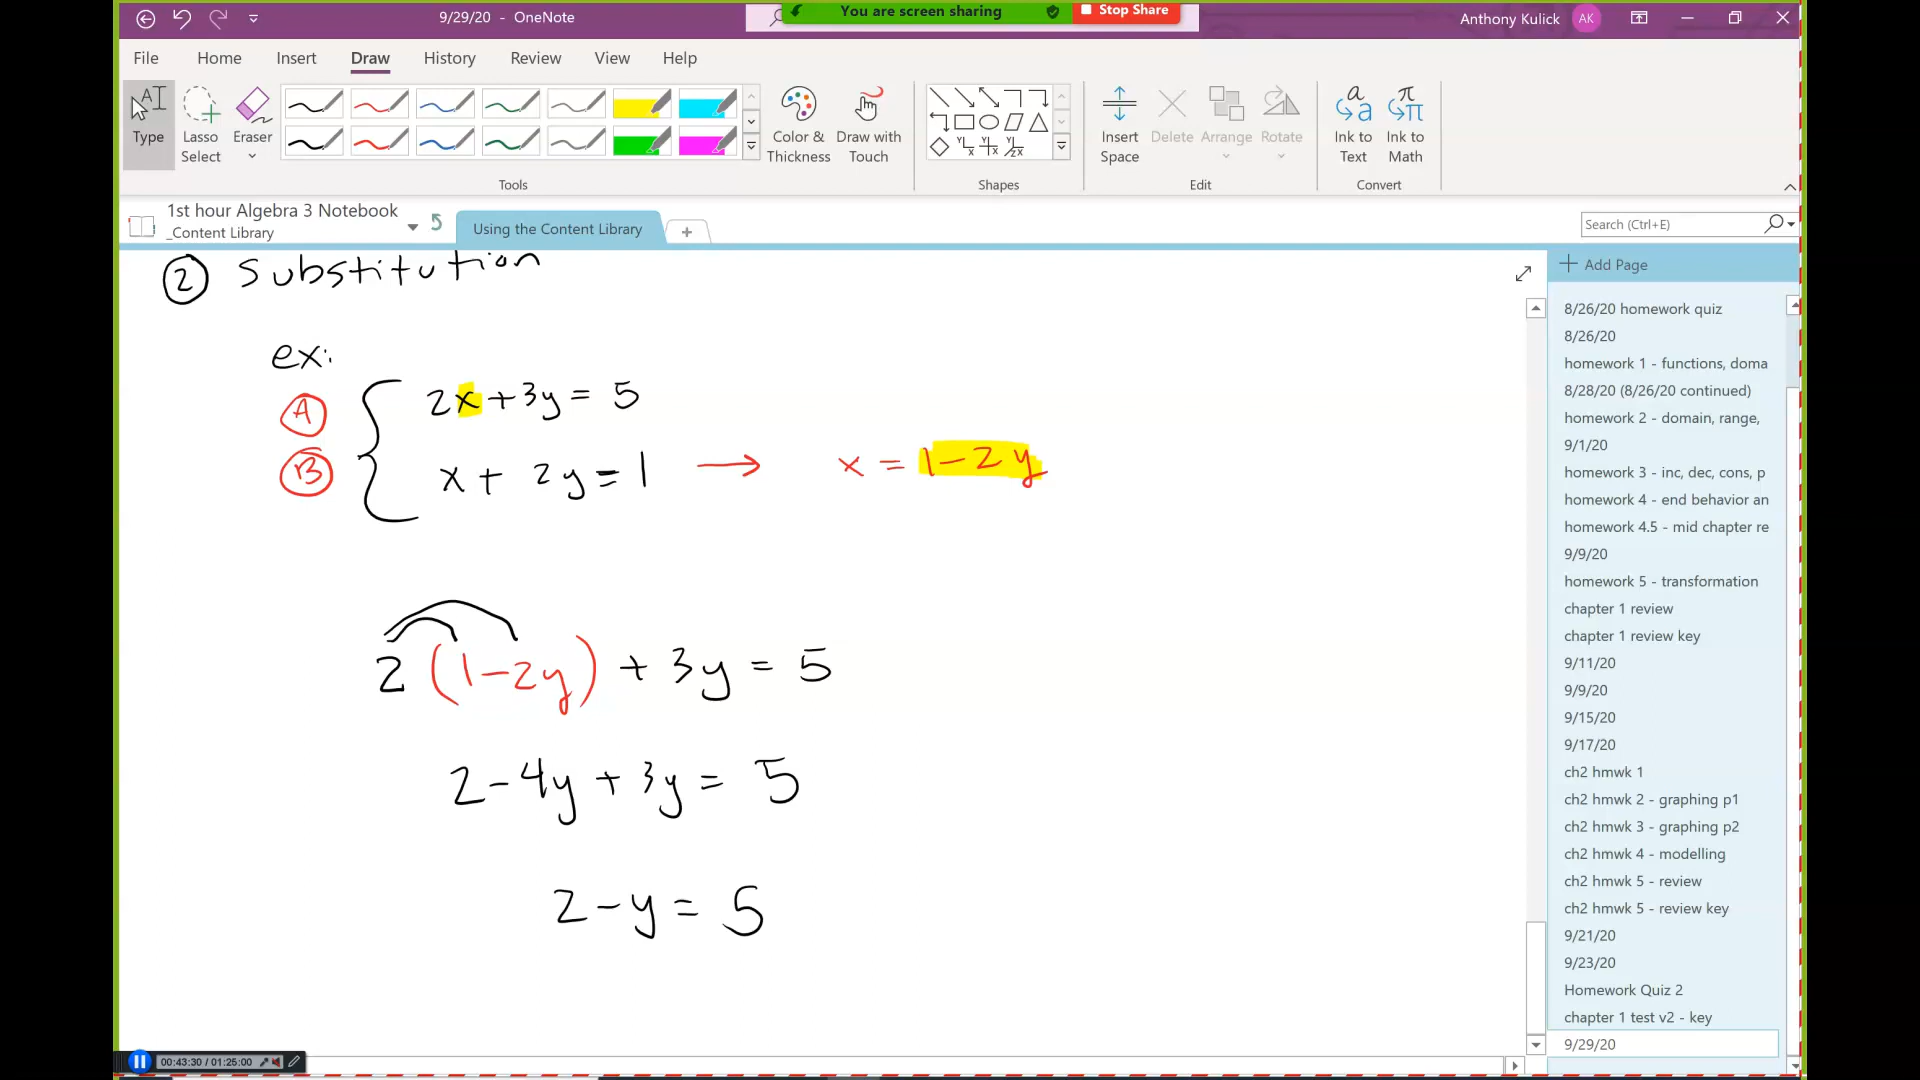 9/29/20 - OneNote
You are screen sharing
Stop Share
Anthony Kulick
AK
File Home Insert Draw History Review View Help
Type
Lasso Select
Eraser
Color & Thickness
Draw with Touch
Insert Space
Delete
Arrange
Rotate
Ink to Text
Ink to Math
Tools
Shapes
Edit
Convert
1st hour Algebra 3 Notebook
_Content Library
Using the Content Library
Search (Ctrl+E)
Add Page
② Substitution
ex:
Ⓐ 2x+3y = 5
Ⓑ x + 2y = 1 → x = 1-2y
2 (1-2y) + 3y = 5
2-4y+3y = 5
2-y = 5
8/26/20 homework quiz
8/26/20
homework 1 - functions, doma
8/28/20 (8/26/20 continued)
homework 2 - domain, range,
9/1/20
homework 3 - inc, dec, cons, p
homework 4 - end behavior an
homework 4.5 - mid chapter re
9/9/20
homework 5 - transformation
chapter 1 review
chapter 1 review key
9/11/20
9/9/20
9/15/20
9/17/20
ch2 hmwk 1
ch2 hmwk 2 - graphing p1
ch2 hmwk 3 - graphing p2
ch2 hmwk 4 - modelling
ch2 hmwk 5 - review
ch2 hmwk 5 - review key
9/21/20
9/23/20
Homework Quiz 2
chapter 1 test v2 - key
9/29/20
00:43:30 / 01:25:00